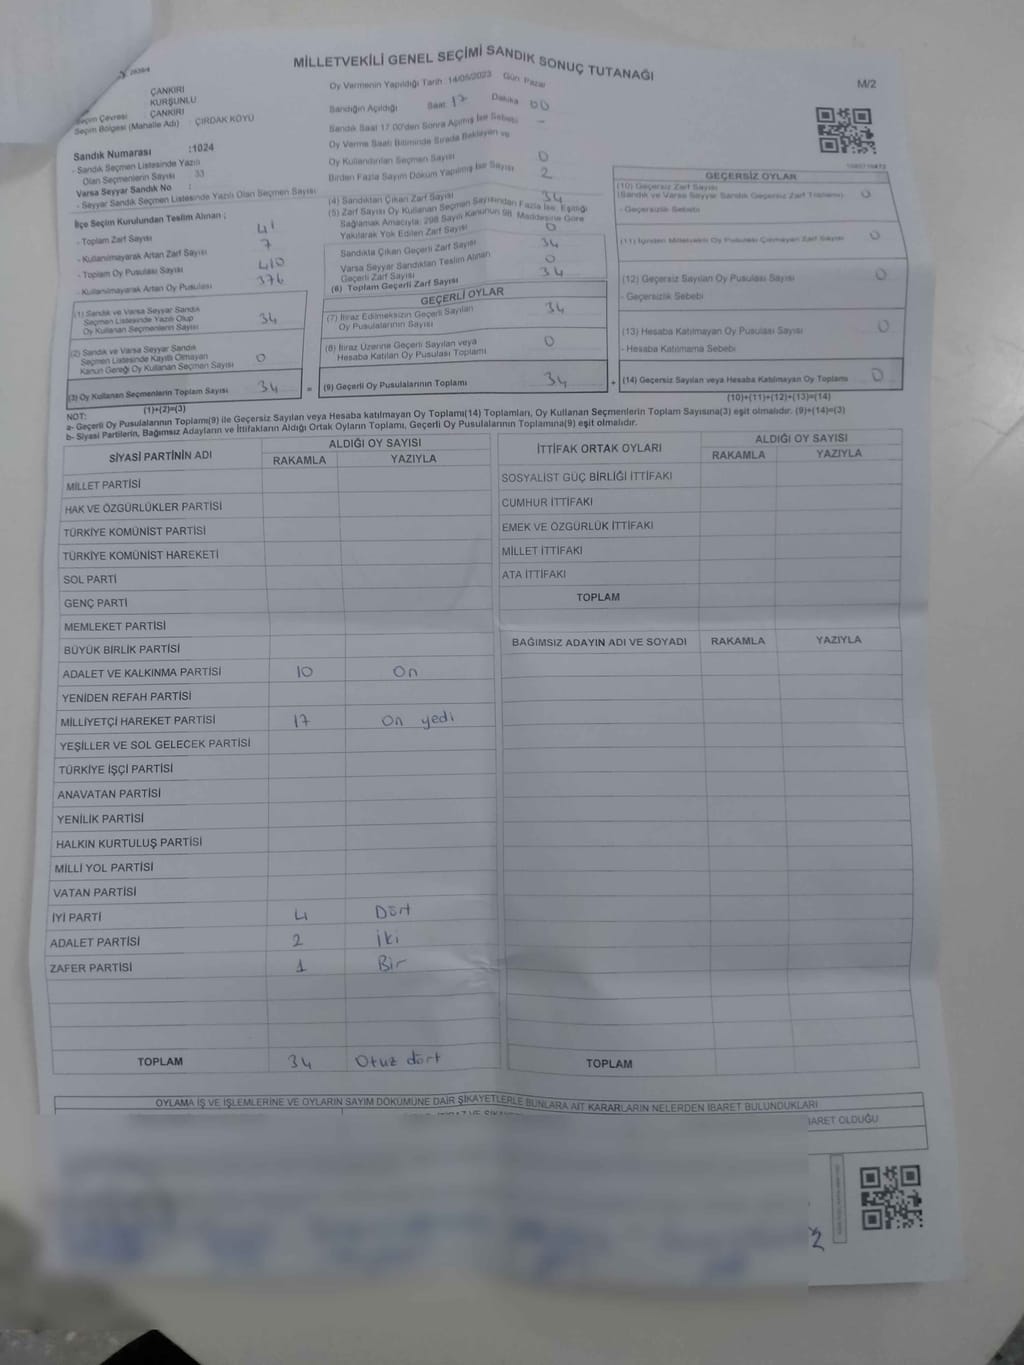 MİLLETVEKİLİ GENEL SEÇİMİ SANDIK SONUÇ TUTANAĞI
M/2
ÇANKIRI
KURŞUNLU
Seçim Çevresi : ÇANKIRI
Seçim Bölgesi (Mahalle Adı) : ÇIRDAK KÖYÜ
Sandık Numarası :1024
- Sandık Seçmen Listesinde Yazılı
Olan Seçmenlerin Sayısı 33
Varsa Seyyar Sandık No :
- Seyyar Sandık Seçmen Listesinde Yazılı Olan Seçmen Sayısı
İlçe Seçim Kurulundan Teslim Alınan ;
- Toplam Zarf Sayısı 41
- Kullanılmayarak Artan Zarf Sayısı 7
- Toplam Oy Pusulası Sayısı 410
- Kullanılmayarak Artan Oy Pusulası 376
(1) Sandık ve Varsa Seyyar Sandık
Seçmen Listesinde Yazılı Olup
Oy Kullanan Seçmenlerin Sayısı 34
(2) Sandık ve Varsa Seyyar Sandık
Seçmen Listesinde Kayıtlı Olmayan
Kanun Gereği Oy Kullanan Seçmen Sayısı 0
(3) Oy Kullanan Seçmenlerin Toplam Sayısı 34
(1)+(2)=(3)
Oy Vermenin Yapıldığı Tarih :14/05/2023 Gün Pazar
Sandığın Açıldığı Saat 17 Dakika 00
Sandık Saat 17.00'den Sonra Açılmış İse Sebebi -
Oy Verme Saati Bitiminde Sırada Bekleyen ve
Oy Kullandırılan Seçmen Sayısı 0
Birden Fazla Sayım Döküm Yapılmış İse Sayısı 2
(4) Sandıktan Çıkan Zarf Sayısı 34
(5) Zarf Sayısı Oy Kullanan Seçmen Sayısından Fazla İse, Eşitliği
Sağlamak Amacıyla; 298 Sayılı Kanunun 98. Maddesine Göre
Yakılarak Yok Edilen Zarf Sayısı 0
Sandıkta Çıkan Geçerli Zarf Sayısı 34
Varsa Seyyar Sandıktan Teslim Alınan
Geçerli Zarf Sayısı 0
(6) Toplam Geçerli Zarf Sayısı 34
GEÇERLİ OYLAR
(7) İtiraz Edilmeksizin Geçerli Sayılan
Oy Pusulalarının Sayısı 34
(8) İtiraz Üzerine Geçerli Sayılan veya
Hesaba Katılan Oy Pusulası Toplamı 0
= (9) Geçerli Oy Pusulalarının Toplamı 34
GEÇERSİZ OYLAR
(10) Geçersiz Zarf Sayısı
(Sandık ve Varsa Seyyar Sandık Geçersiz Zarf Toplamı) 0
- Geçersizlik Sebebi
(11) İçinden Milletvekili Oy Pusulası Çıkmayan Zarf Sayısı 0
(12) Geçersiz Sayılan Oy Pusulası Sayısı 0
- Geçersizlik Sebebi
(13) Hesaba Katılmayan Oy Pusulası Sayısı 0
- Hesaba Katılmama Sebebi
+ (14) Geçersiz Sayılan veya Hesaba Katılmayan Oy Toplamı 0
(10)+(11)+(12)+(13)=(14)
NOT:
a- Geçerli Oy Pusulalarının Toplamı(9) ile Geçersiz Sayılan veya Hesaba katılmayan Oy Toplamı(14) Toplamları, Oy Kullanan Seçmenlerin Toplam Sayısına(3) eşit olmalıdır. (9)+(14)=(3)
b- Siyasi Partilerin, Bağımsız Adayların ve İttifakların Aldığı Ortak Oyların Toplamı, Geçerli Oy Pusulalarının Toplamına(9) eşit olmalıdır.
SİYASİ PARTİNİN ADI ALDIĞI OY SAYISI
RAKAMLA YAZIYLA
MİLLET PARTİSİ
HAK VE ÖZGÜRLÜKLER PARTİSİ
TÜRKİYE KOMÜNİST PARTİSİ
TÜRKİYE KOMÜNİST HAREKETİ
SOL PARTİ
GENÇ PARTİ
MEMLEKET PARTİSİ
BÜYÜK BİRLİK PARTİSİ
ADALET VE KALKINMA PARTİSİ 10 On
YENİDEN REFAH PARTİSİ
MİLLİYETÇİ HAREKET PARTİSİ 17 On yedi
YEŞİLLER VE SOL GELECEK PARTİSİ
TÜRKİYE İŞÇİ PARTİSİ
ANAVATAN PARTİSİ
YENİLİK PARTİSİ
HALKIN KURTULUŞ PARTİSİ
MİLLİ YOL PARTİSİ
VATAN PARTİSİ
İYİ PARTİ 4 Dört
ADALET PARTİSİ 2 İki
ZAFER PARTİSİ 1 Bir
TOPLAM 34 Otuz dört
İTTİFAK ORTAK OYLARI ALDIĞI OY SAYISI
RAKAMLA YAZIYLA
SOSYALİST GÜÇ BİRLİĞİ İTTİFAKI
CUMHUR İTTİFAKI
EMEK VE ÖZGÜRLÜK İTTİFAKI
MİLLET İTTİFAKI
ATA İTTİFAKI
TOPLAM
BAĞIMSIZ ADAYIN ADI VE SOYADI RAKAMLA YAZIYLA
TOPLAM
OYLAMA İŞ VE İŞLEMLERİNE VE OYLARIN SAYIM DÖKÜMÜNE DAİR ŞİKAYETLERLE BUNLARA AİT KARARLARIN NELERDEN İBARET BULUNDUKLARI
İBARET OLDUĞU